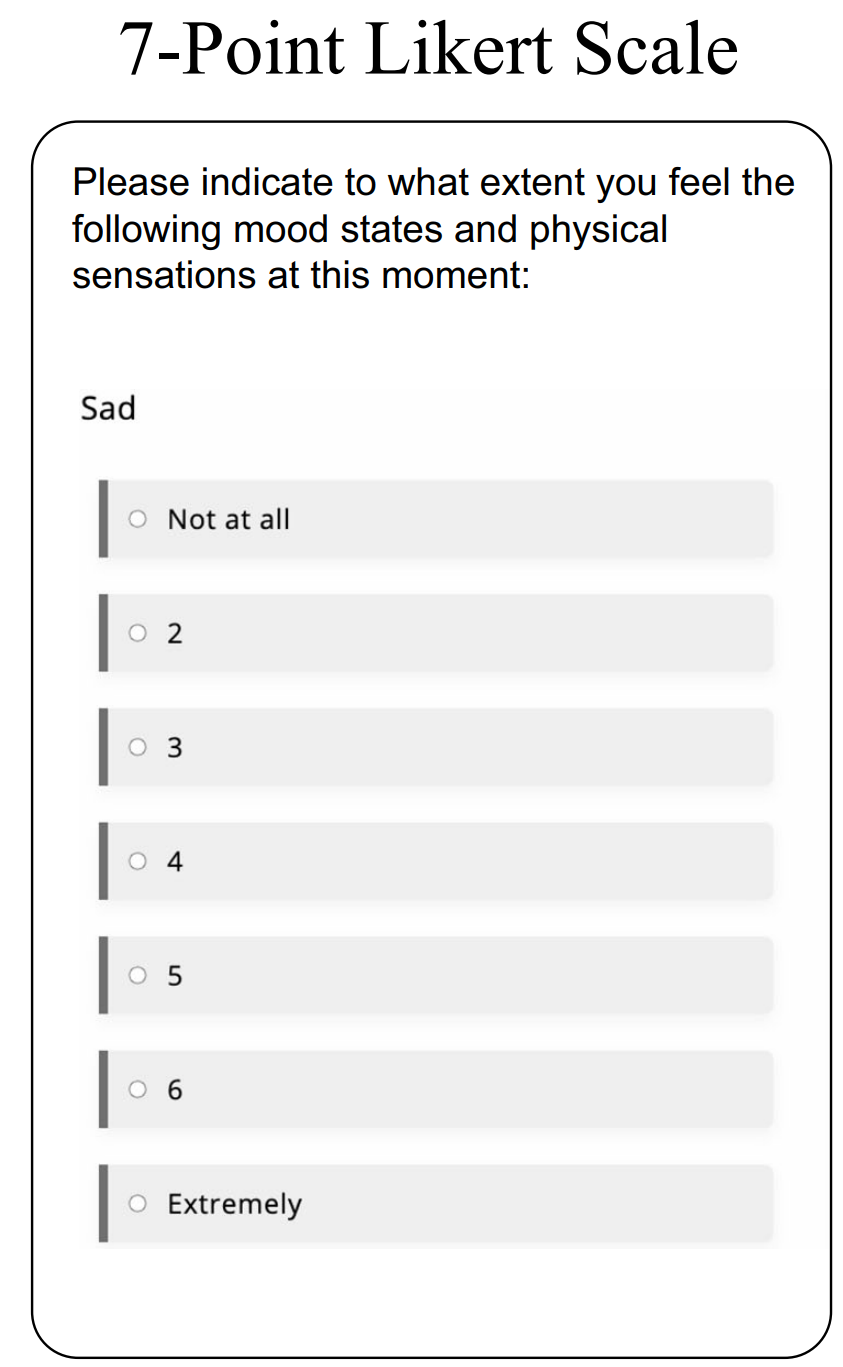 7-Point Likert Scale
Please indicate to what extent you feel the
following mood states and physical
sensations at this moment:
Sad
Not at all
2
3
4
5
6
Extremely